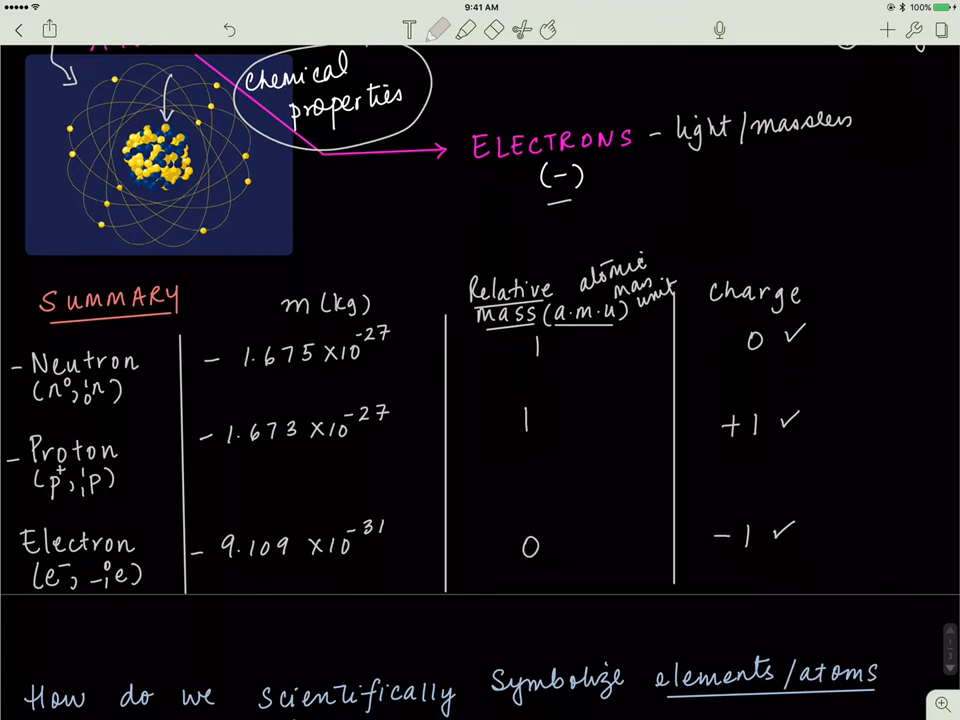 9:41 AM
100%
T
chemical
properties
ELECTRONS - light/massless
(-)
SUMMARY
m (kg)
Relative atomic
mass (a.m.u) mass unit
charge
- Neutron
(n⁰, ¹₀n)
- 1.675 ×10⁻²⁷
1
0 ✓
- Proton
(p⁺, ¹₁p)
- 1.673 ×10⁻²⁷
1
+1 ✓
Electron
(e⁻, ⁰₋₁e)
- 9.109 ×10⁻³¹
0
-1 ✓
How do we scientifically Symbolize elements/atoms